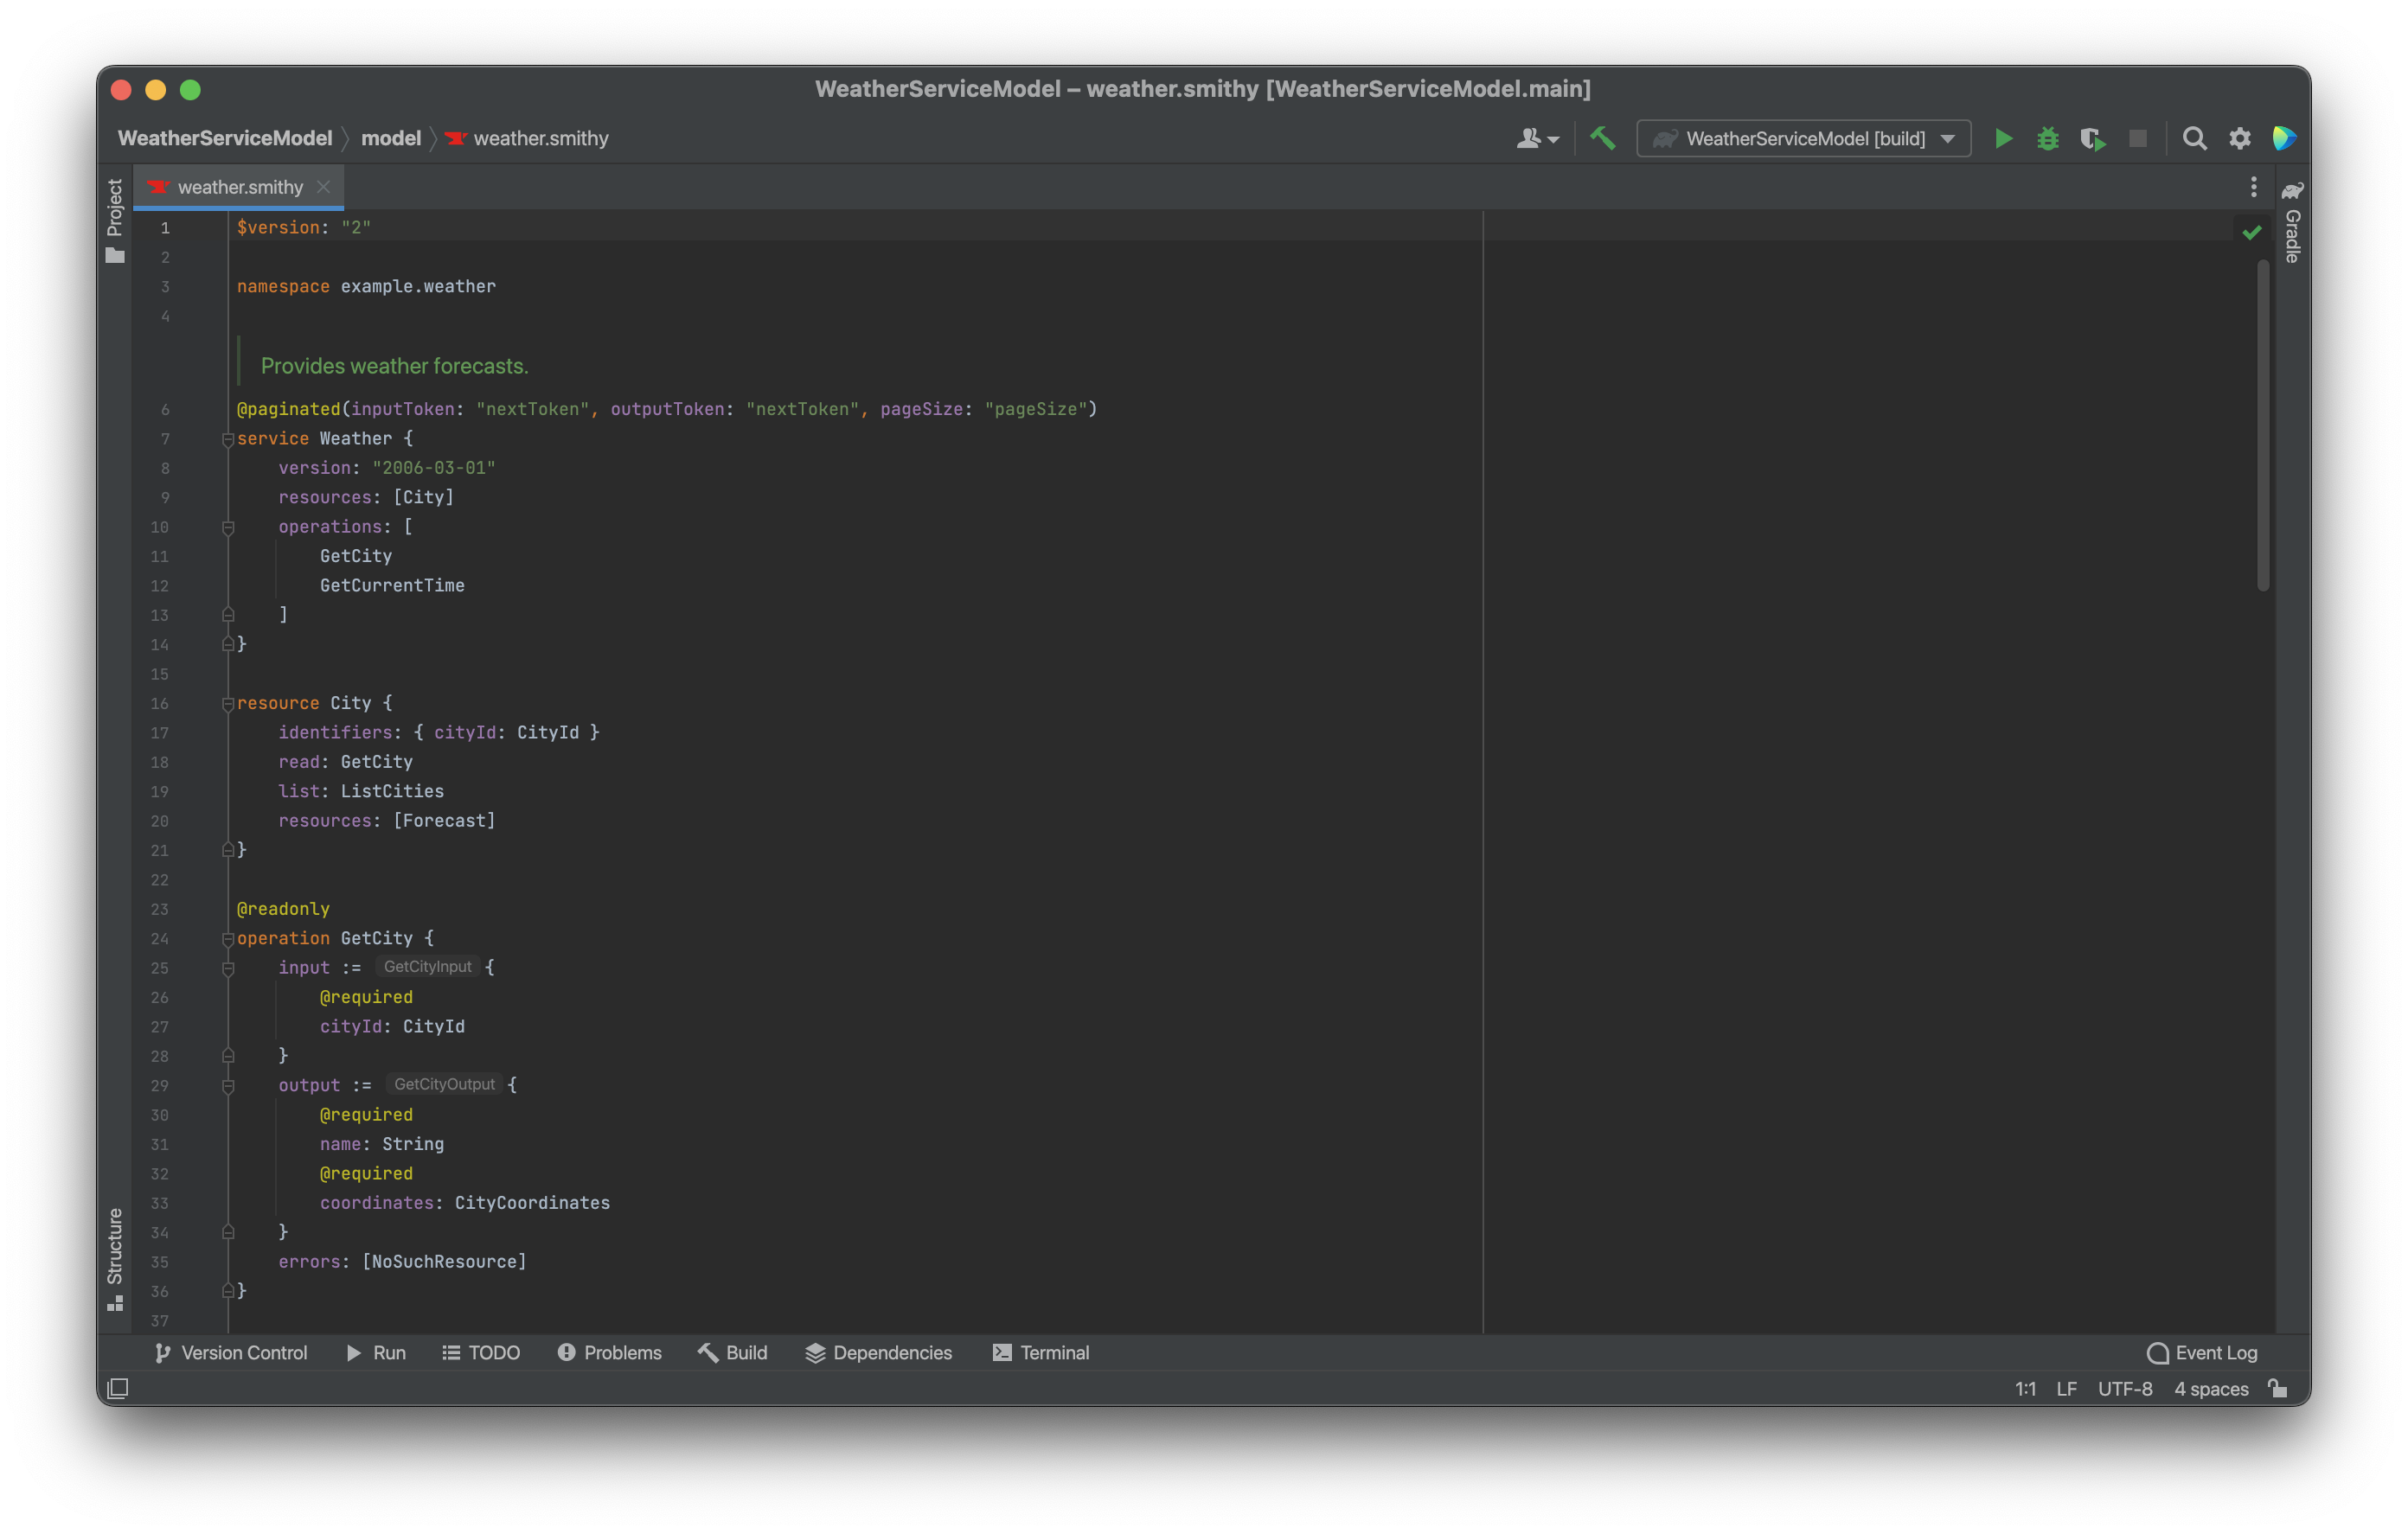 WeatherServiceModel – weather.smithy [WeatherServiceModel.main]
WeatherServiceModel model weather.smithy
WeatherServiceModel [build]
Project
weather.smithy
Gradle
1 $version: "2"
2
3 namespace example.weather
4
Provides weather forecasts.
6 @paginated(inputToken: "nextToken", outputToken: "nextToken", pageSize: "pageSize")
7 service Weather {
8     version: "2006-03-01"
9     resources: [City]
10     operations: [
11         GetCity
12         GetCurrentTime
13     ]
14 }
15
16 resource City {
17     identifiers: { cityId: CityId }
18     read: GetCity
19     list: ListCities
20     resources: [Forecast]
21 }
22
23 @readonly
24 operation GetCity {
25     input := GetCityInput {
26         @required
27         cityId: CityId
28     }
29     output := GetCityOutput {
30         @required
31         name: String
32         @required
33         coordinates: CityCoordinates
34     }
35     errors: [NoSuchResource]
36 }
37
Structure
Version Control Run TODO Problems Build Dependencies Terminal Event Log
1:1 LF UTF-8 4 spaces